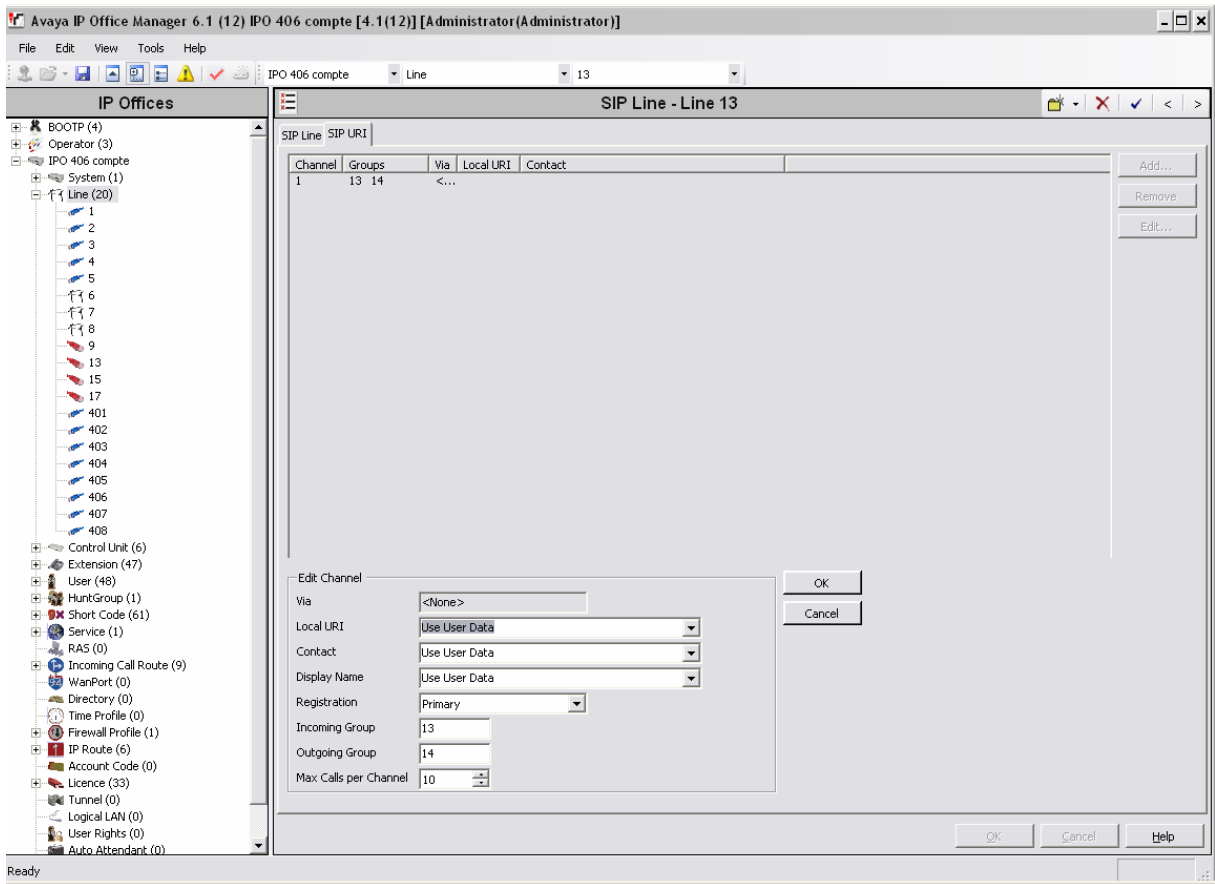 Avaya IP Office Manager 6.1 (12) IPO 406 compte [4.1(12)] [Administrator(Administrator)]
File Edit View Tools Help
IPO 406 compte Line 13
IP Offices
BOOTP (4)
Operator (3)
IPO 406 compte
System (1)
Line (20)
1
2
3
4
5
6
7
8
9
13
15
17
401
402
403
404
405
406
407
408
Control Unit (6)
Extension (47)
User (48)
HuntGroup (1)
Short Code (61)
Service (1)
RAS (0)
Incoming Call Route (9)
WanPort (0)
Directory (0)
Time Profile (0)
Firewall Profile (1)
IP Route (6)
Account Code (0)
Licence (33)
Tunnel (0)
Logical LAN (0)
User Rights (0)
Auto Attendant (0)
SIP Line - Line 13
SIP Line SIP URI
Channel Groups Via Local URI Contact
1 13 14 <...
Add...
Remove
Edit...
Edit Channel
Via <None>
Local URI Use User Data
Contact Use User Data
Display Name Use User Data
Registration Primary
Incoming Group 13
Outgoing Group 14
Max Calls per Channel 10
OK
Cancel
OK Cancel Help
Ready